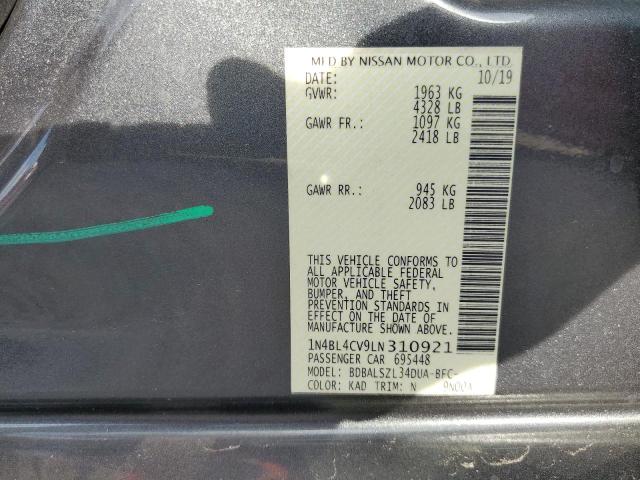 MFD BY NISSAN MOTOR CO., LTD.
DATE: 10/19
GVWR: 1963 KG
4328 LB
GAWR FR.: 1097 KG
2418 LB
GAWR RR.: 945 KG
2083 LB
THIS VEHICLE CONFORMS TO
ALL APPLICABLE FEDERAL
MOTOR VEHICLE SAFETY,
BUMPER, AND THEFT
PREVENTION STANDARDS IN
EFFECT ON THE DATE OF
MANUFACTURE SHOWN ABOVE.
1N4BL4CV9LN310921
PASSENGER CAR 695448
MODEL: BDBALSZL34DUA-BFC-
COLOR: KAD TRIM: N